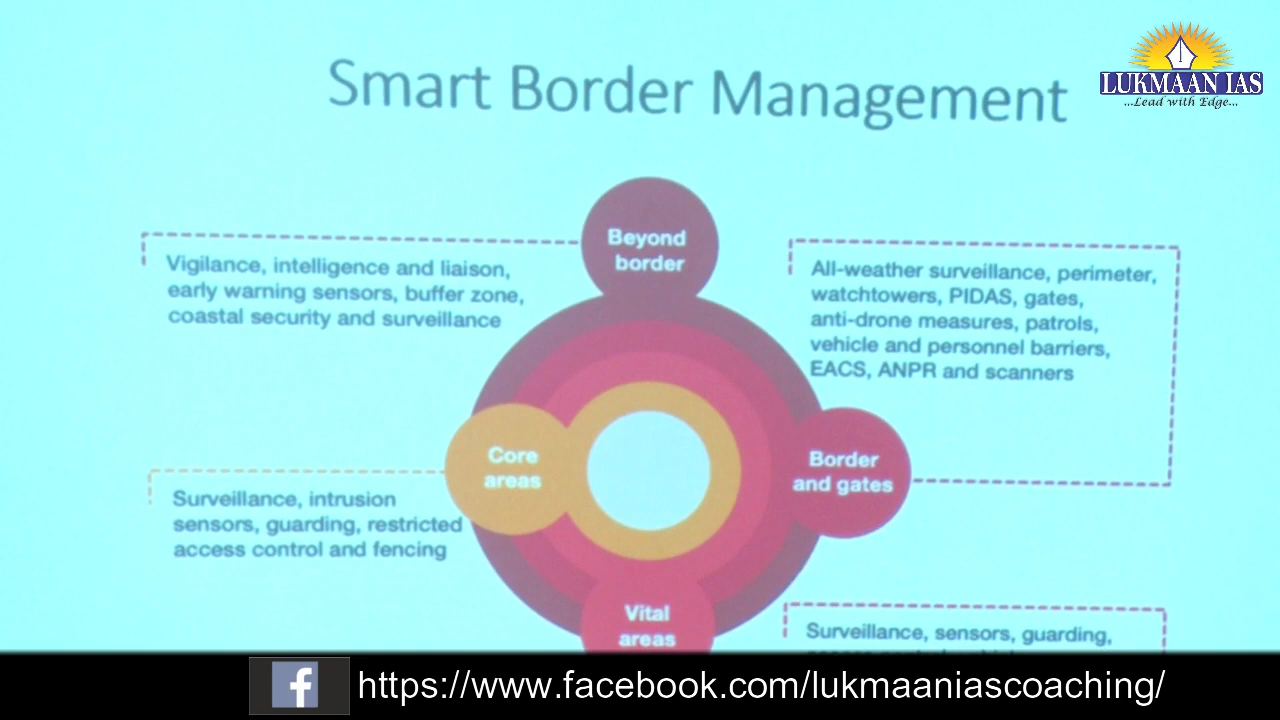 Smart Border Management
LUKMAAN IAS
...Lead with Edge...
Beyond
border
Vigilance, intelligence and liaison,
early warning sensors, buffer zone,
coastal security and surveillance
All-weather surveillance, perimeter,
watchtowers, PIDAS, gates,
anti-drone measures, patrols,
vehicle and personnel barriers,
EACS, ANPR and scanners
Core
areas
Border
and gates
Surveillance, intrusion
sensors, guarding, restricted
access control and fencing
Vital
areas
Surveillance, sensors, guarding,
f
https://www.facebook.com/lukmaaniascoaching/